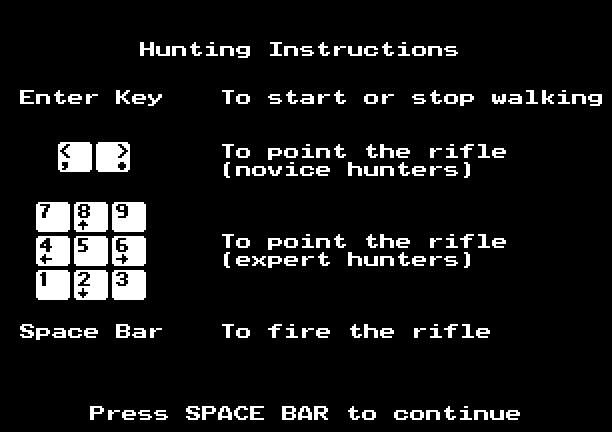 Hunting Instructions
Enter Key To start or stop walking
< >
, .
To point the rifle
(novice hunters)
7 8 9
↑
4 5 6
← →
1 2 3
↓
To point the rifle
(expert hunters)
Space Bar To fire the rifle
Press SPACE BAR to continue